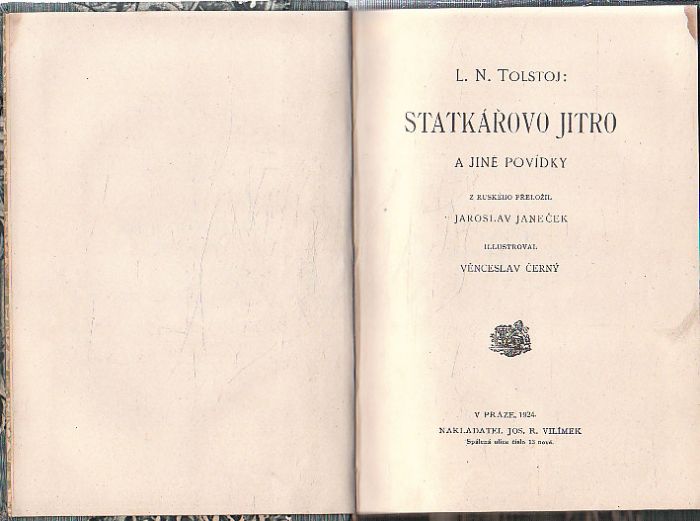 L. N. TOLSTOJ:
STATKÁŘOVO JITRO
A JINÉ POVÍDKY
Z RUSKÉHO PŘELOŽIL
JAROSLAV JANEČEK
ILLUSTROVAL
VĚNCESLAV ČERNÝ
V PRAZE, 1924.
NAKLADATEL JOS. R. VILÍMEK
Spálená ulice číslo 13 nové.